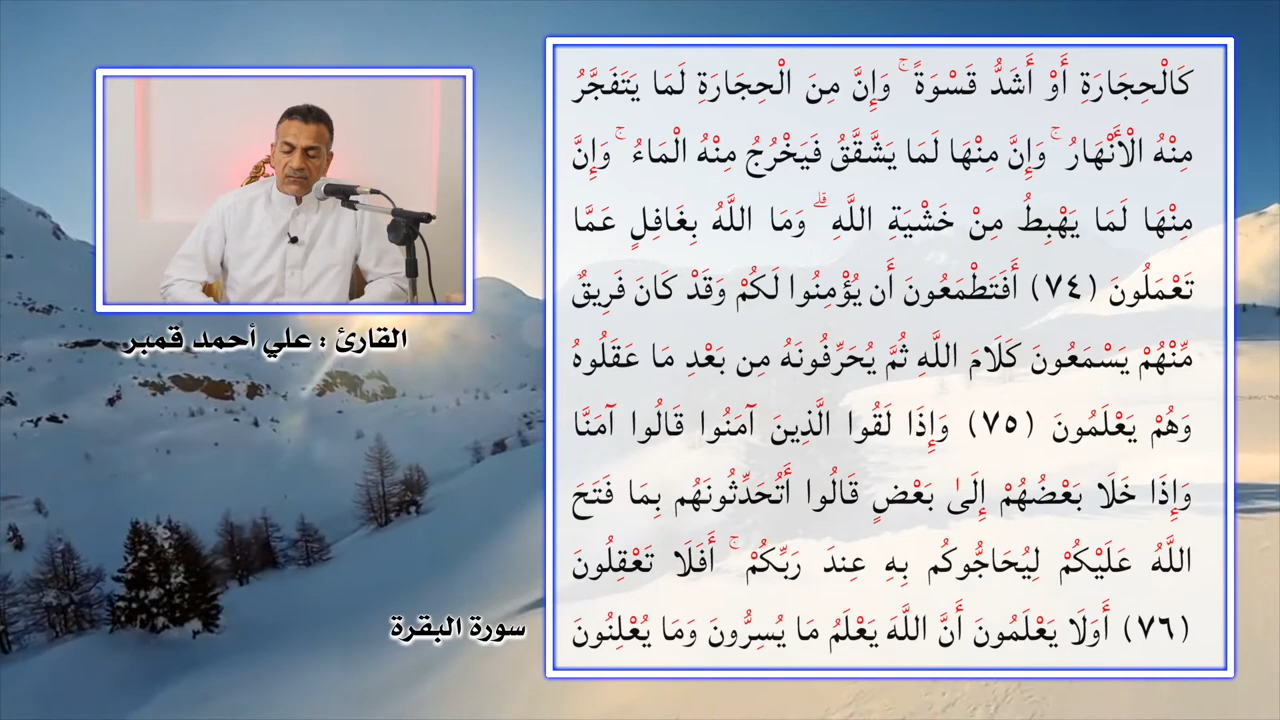 كَالْحِجَارَةِ أَوْ أَشَدُّ قَسْوَةً ۚ وَإِنَّ مِنَ الْحِجَارَةِ لَمَا يَتَفَجَّرُ
مِنْهُ الْأَنْهَارُ ۚ وَإِنَّ مِنْهَا لَمَا يَشَّقَّقُ فَيَخْرُجُ مِنْهُ الْمَاءُ ۚ وَإِنَّ
مِنْهَا لَمَا يَهْبِطُ مِنْ خَشْيَةِ اللَّهِ ۗ وَمَا اللَّهُ بِغَافِلٍ عَمَّا
تَعْمَلُونَ (٧٤) أَفَتَطْمَعُونَ أَن يُؤْمِنُوا لَكُمْ وَقَدْ كَانَ فَرِيقٌ
مِّنْهُمْ يَسْمَعُونَ كَلَامَ اللَّهِ ثُمَّ يُحَرِّفُونَهُ مِن بَعْدِ مَا عَقَلُوهُ
وَهُمْ يَعْلَمُونَ (٧٥) وَإِذَا لَقُوا الَّذِينَ آمَنُوا قَالُوا آمَنَّا
وَإِذَا خَلَا بَعْضُهُمْ إِلَىٰ بَعْضٍ قَالُوا أَتُحَدِّثُونَهُم بِمَا فَتَحَ
اللَّهُ عَلَيْكُمْ لِيُحَاجُّوكُم بِهِ عِندَ رَبِّكُمْ ۚ أَفَلَا تَعْقِلُونَ
(٧٦) أَوَلَا يَعْلَمُونَ أَنَّ اللَّهَ يَعْلَمُ مَا يُسِرُّونَ وَمَا يُعْلِنُونَ
القارئ : علي أحمد قمبر
سورة البقرة